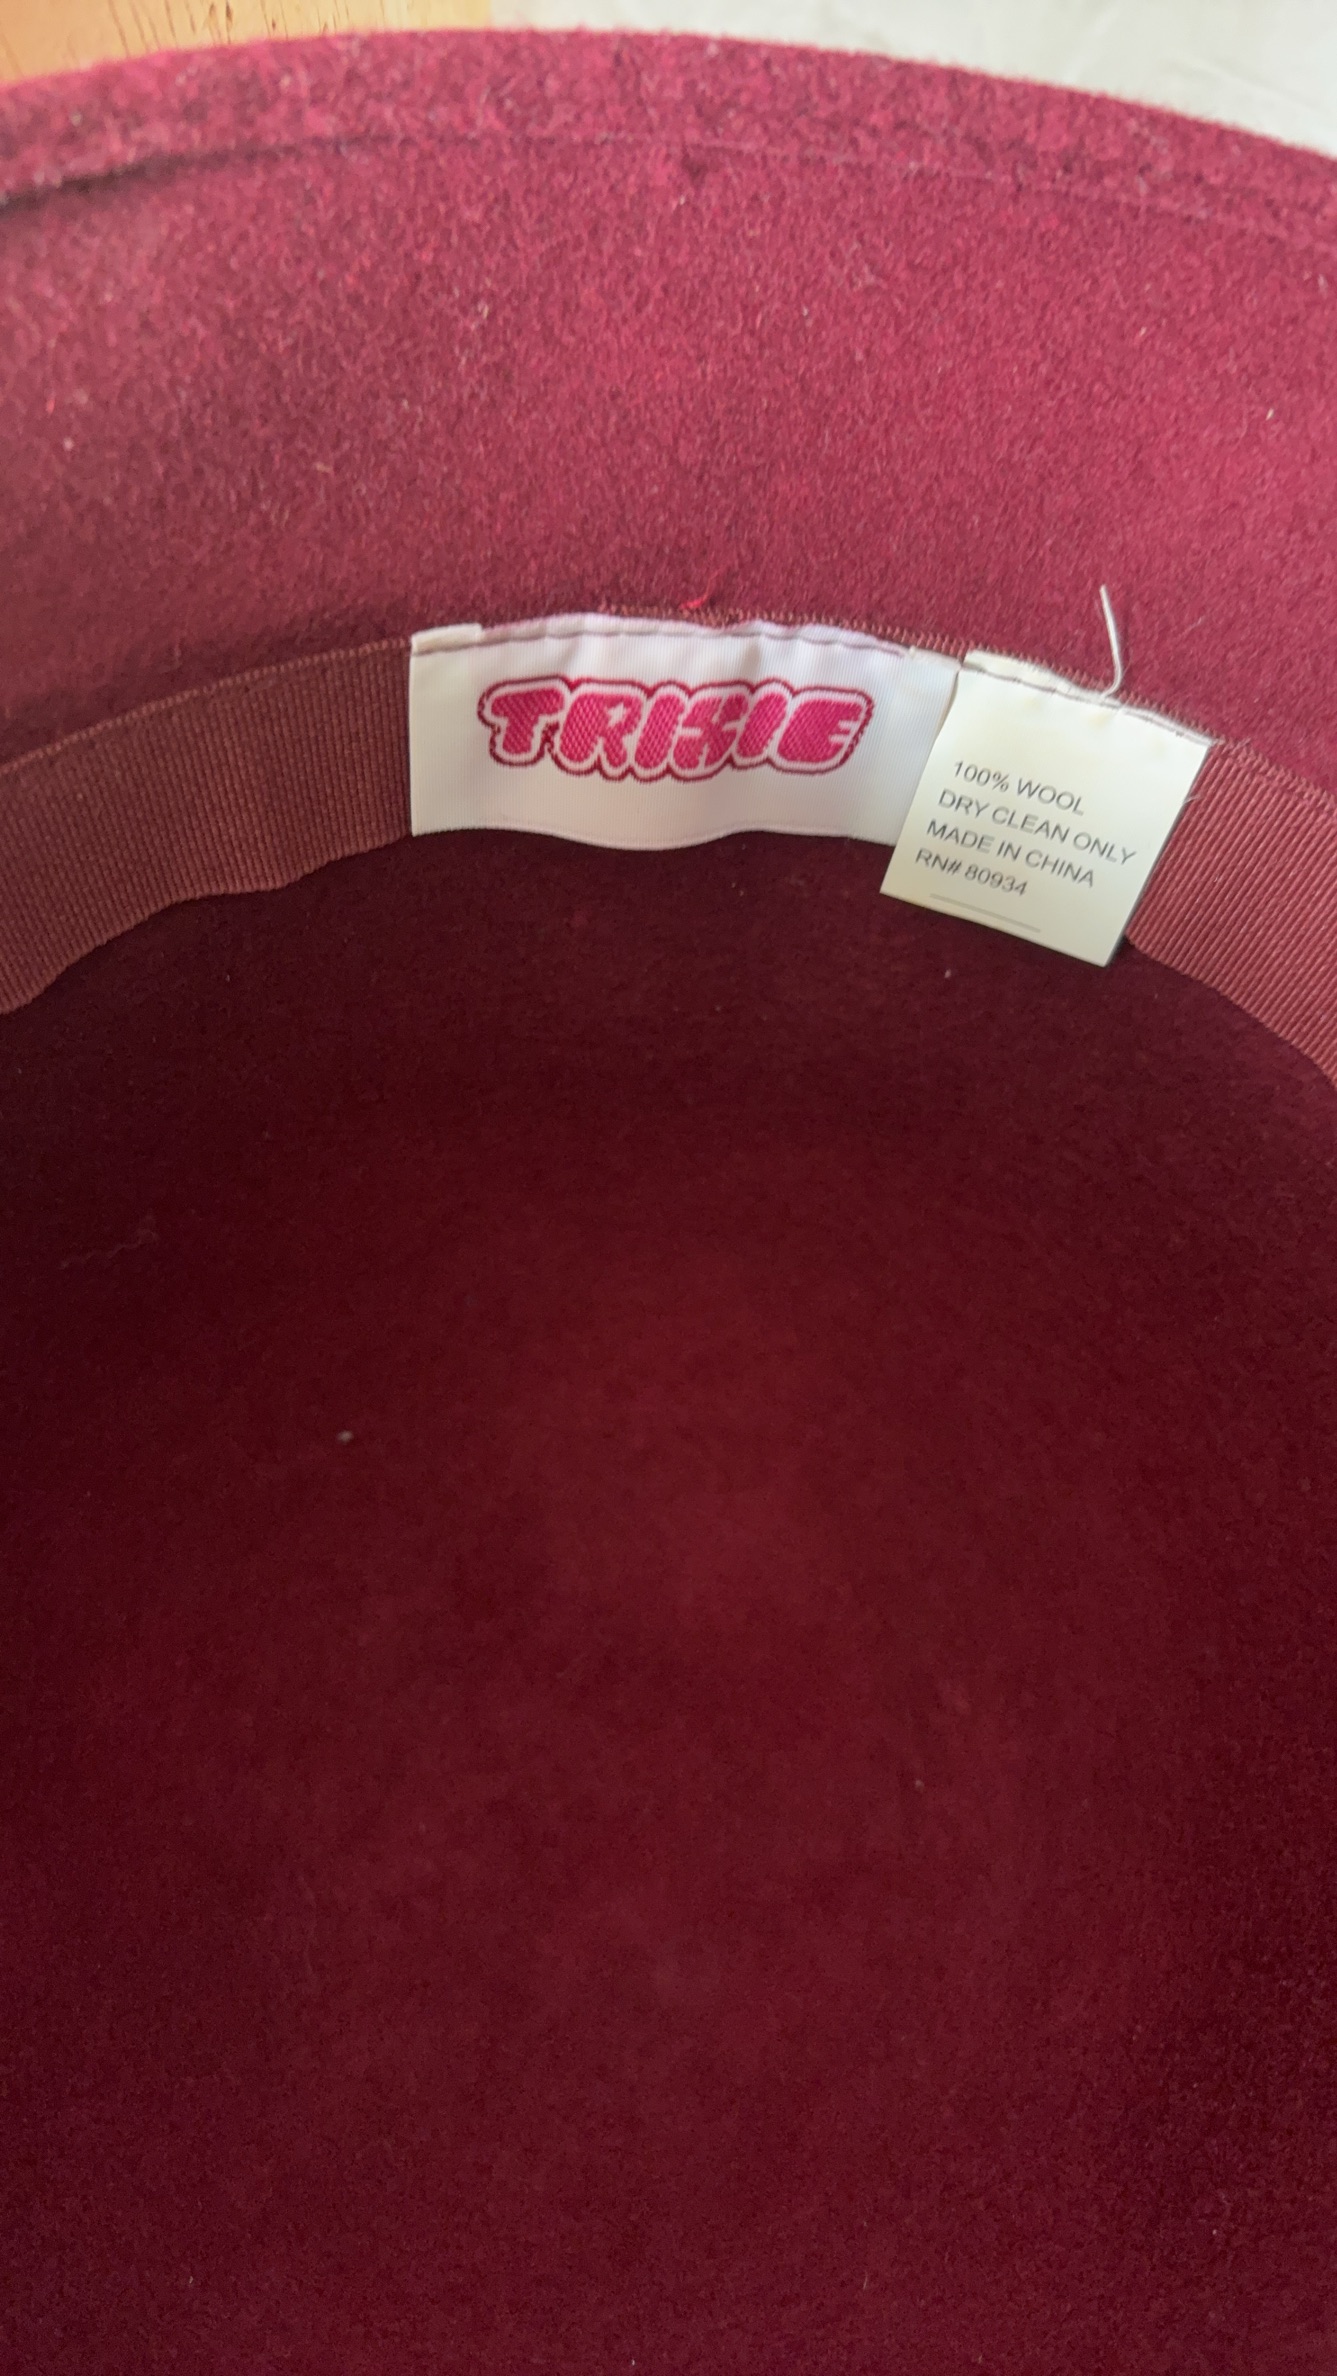 TRIXIE
100% WOOL
DRY CLEAN ONLY
MADE IN CHINA
RN# 80934